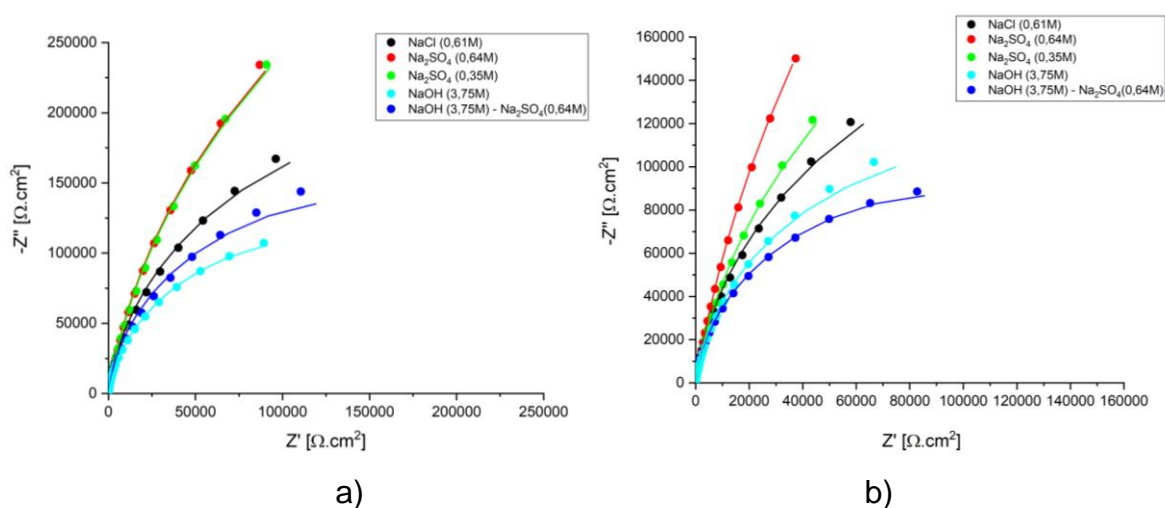 250000
200000
150000
100000
50000
0
-Z" [Ω.cm²]
NaCl (0,61M)
Na₂SO₄ (0,64M)
Na₂SO₄ (0,35M)
NaOH (3,75M)
NaOH (3,75M) - Na₂SO₄(0,64M)
0 50000 100000 150000 200000 250000
Z' [Ω.cm²]
a)
160000
140000
120000
100000
80000
60000
40000
20000
0
-Z" [Ω.cm²]
NaCl (0,61M)
Na₂SO₄ (0,64M)
Na₂SO₄ (0,35M)
NaOH (3,75M)
NaOH (3,75M) - Na₂SO₄(0,64M)
0 20000 40000 60000 80000 100000 120000 140000 160000
Z' [Ω.cm²]
b)